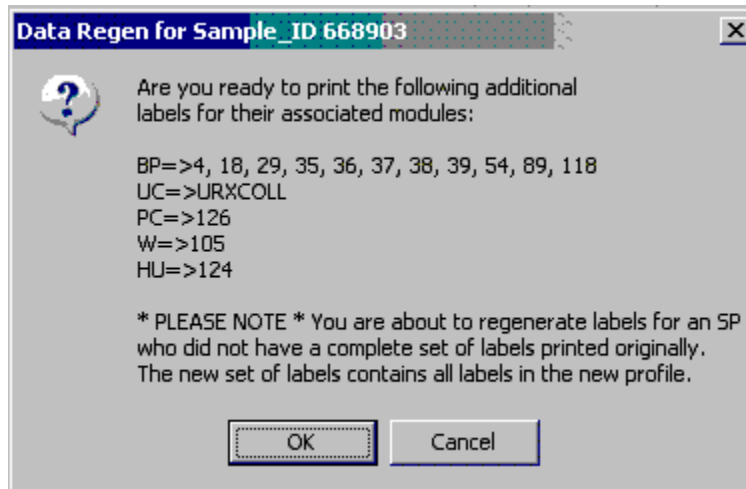 Data Regen for Sample_ID 668903
Are you ready to print the following additional
labels for their associated modules:
BP=>4, 18, 29, 35, 36, 37, 38, 39, 54, 89, 118
UC=>URXCOLL
PC=>126
W=>105
HU=>124
* PLEASE NOTE * You are about to regenerate labels for an SP
who did not have a complete set of labels printed originally.
The new set of labels contains all labels in the new profile.
OK
Cancel